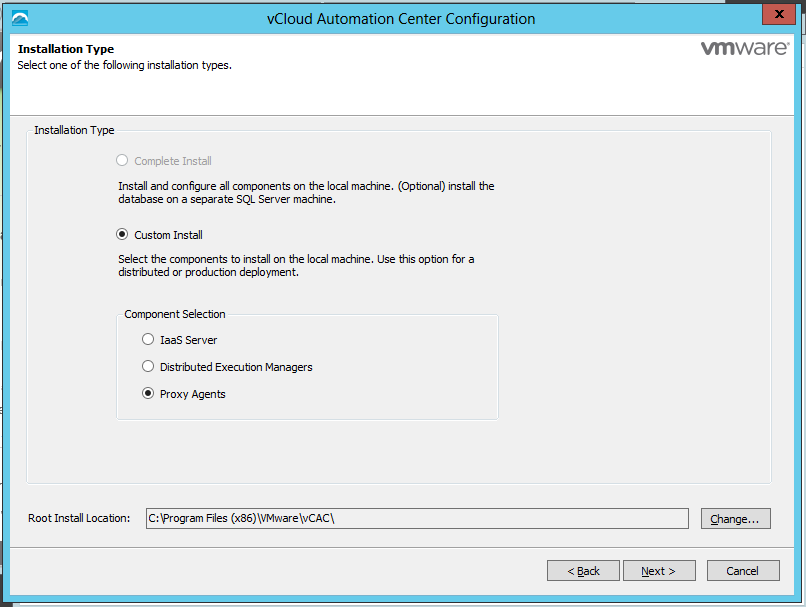 vCloud Automation Center Configuration
x
Installation Type
vmware®
Select one of the following installation types.
Installation Type
Complete Install
Install and configure all components on the local machine. (Optional) install the
database on a separate SQL Server machine.
Custom Install
Select the components to install on the local machine. Use this option for a
distributed or production deployment.
Component Selection
IaaS Server
Distributed Execution Managers
Proxy Agents
Root Install Location:
C:\Program Files (x86)\VMware\vCAC\
Change...
< Back
Next >
Cancel